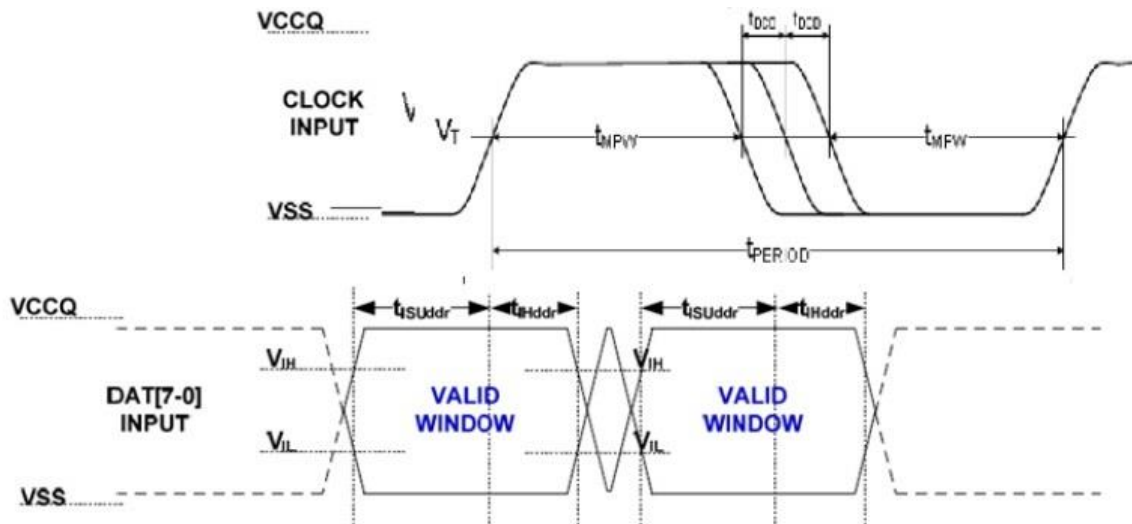 VCCQ
tDCD tDCD
CLOCK
INPUT
VT
tMPW tMPW
VSS
tPERIOD
VCCQ
tISUddr tIHddr tISUddr tIHddr
VIH VIH
DAT[7-0]
INPUT
VALID
WINDOW
VALID
WINDOW
VIL VIL
VSS